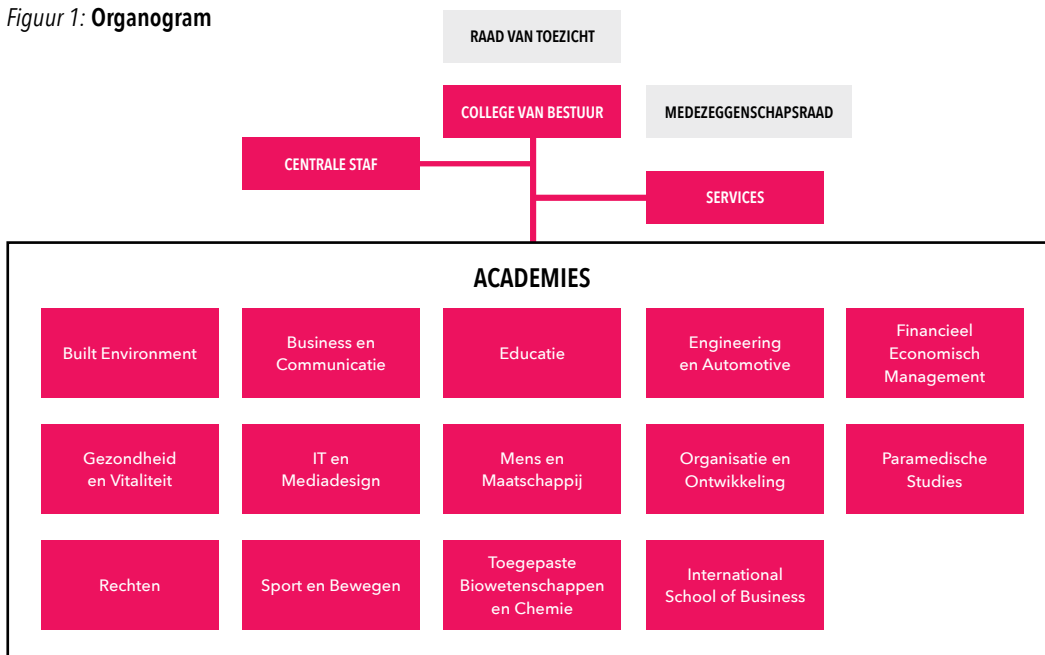 Figuur 1: Organogram
RAAD VAN TOEZICHT
COLLEGE VAN BESTUUR
MEDEZEGGENSCHAPSRAAD
CENTRALE STAF
SERVICES
ACADEMIES
Built Environment
Business en
Communicatie
Educatie
Engineering
en Automotive
Financieel
Economisch
Management
Gezondheid
en Vitaliteit
IT en
Mediadesign
Mens en
Maatschappij
Organisatie en
Ontwikkeling
Paramedische
Studies
Rechten
Sport en Bewegen
Toegepaste
Biowetenschappen
en Chemie
International
School of Business